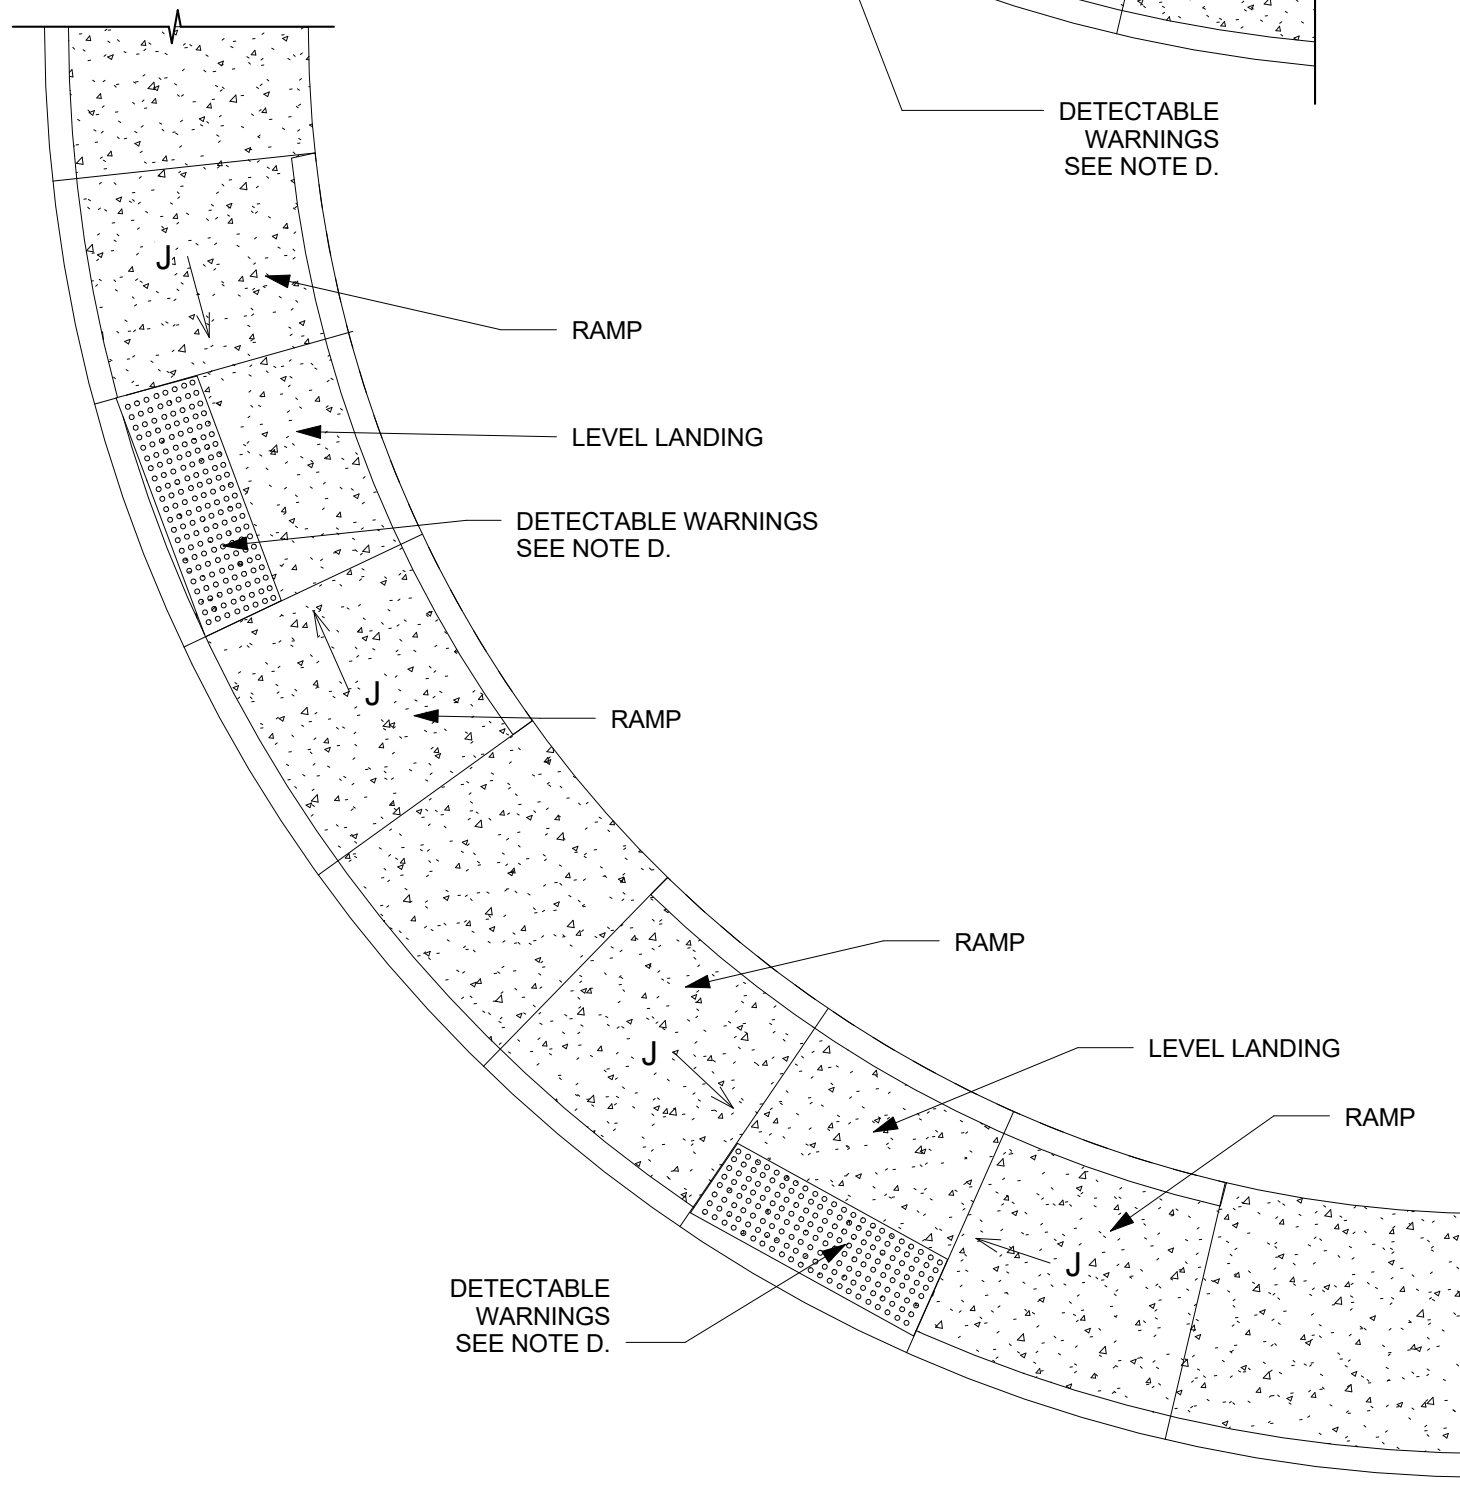 DETECTABLE
WARNINGS
SEE NOTE D.
J
RAMP
LEVEL LANDING
DETECTABLE WARNINGS
SEE NOTE D.
J
RAMP
RAMP
J
LEVEL LANDING
RAMP
J
DETECTABLE
WARNINGS
SEE NOTE D.